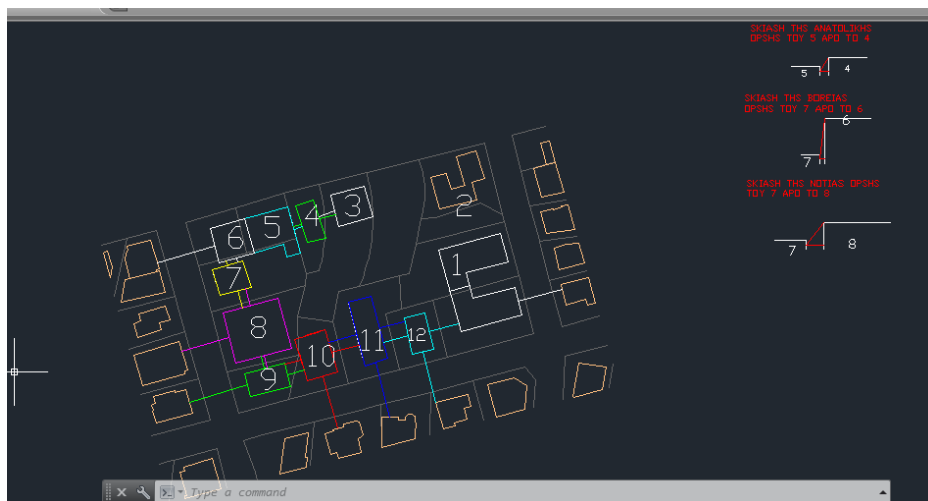 SKIASH THS ANATOLIKHS
OPSHS TOY 5 APO TO 4
5 4
SKIASH THS BOREIAS
OPSHS TOY 7 APO TO 6
6
7
SKIASH THS NOTIAS OPSHS
TOY 7 APO TO 8
7 8
6 5 4 3 2
7 1
8
9 10 11 12
Type a command